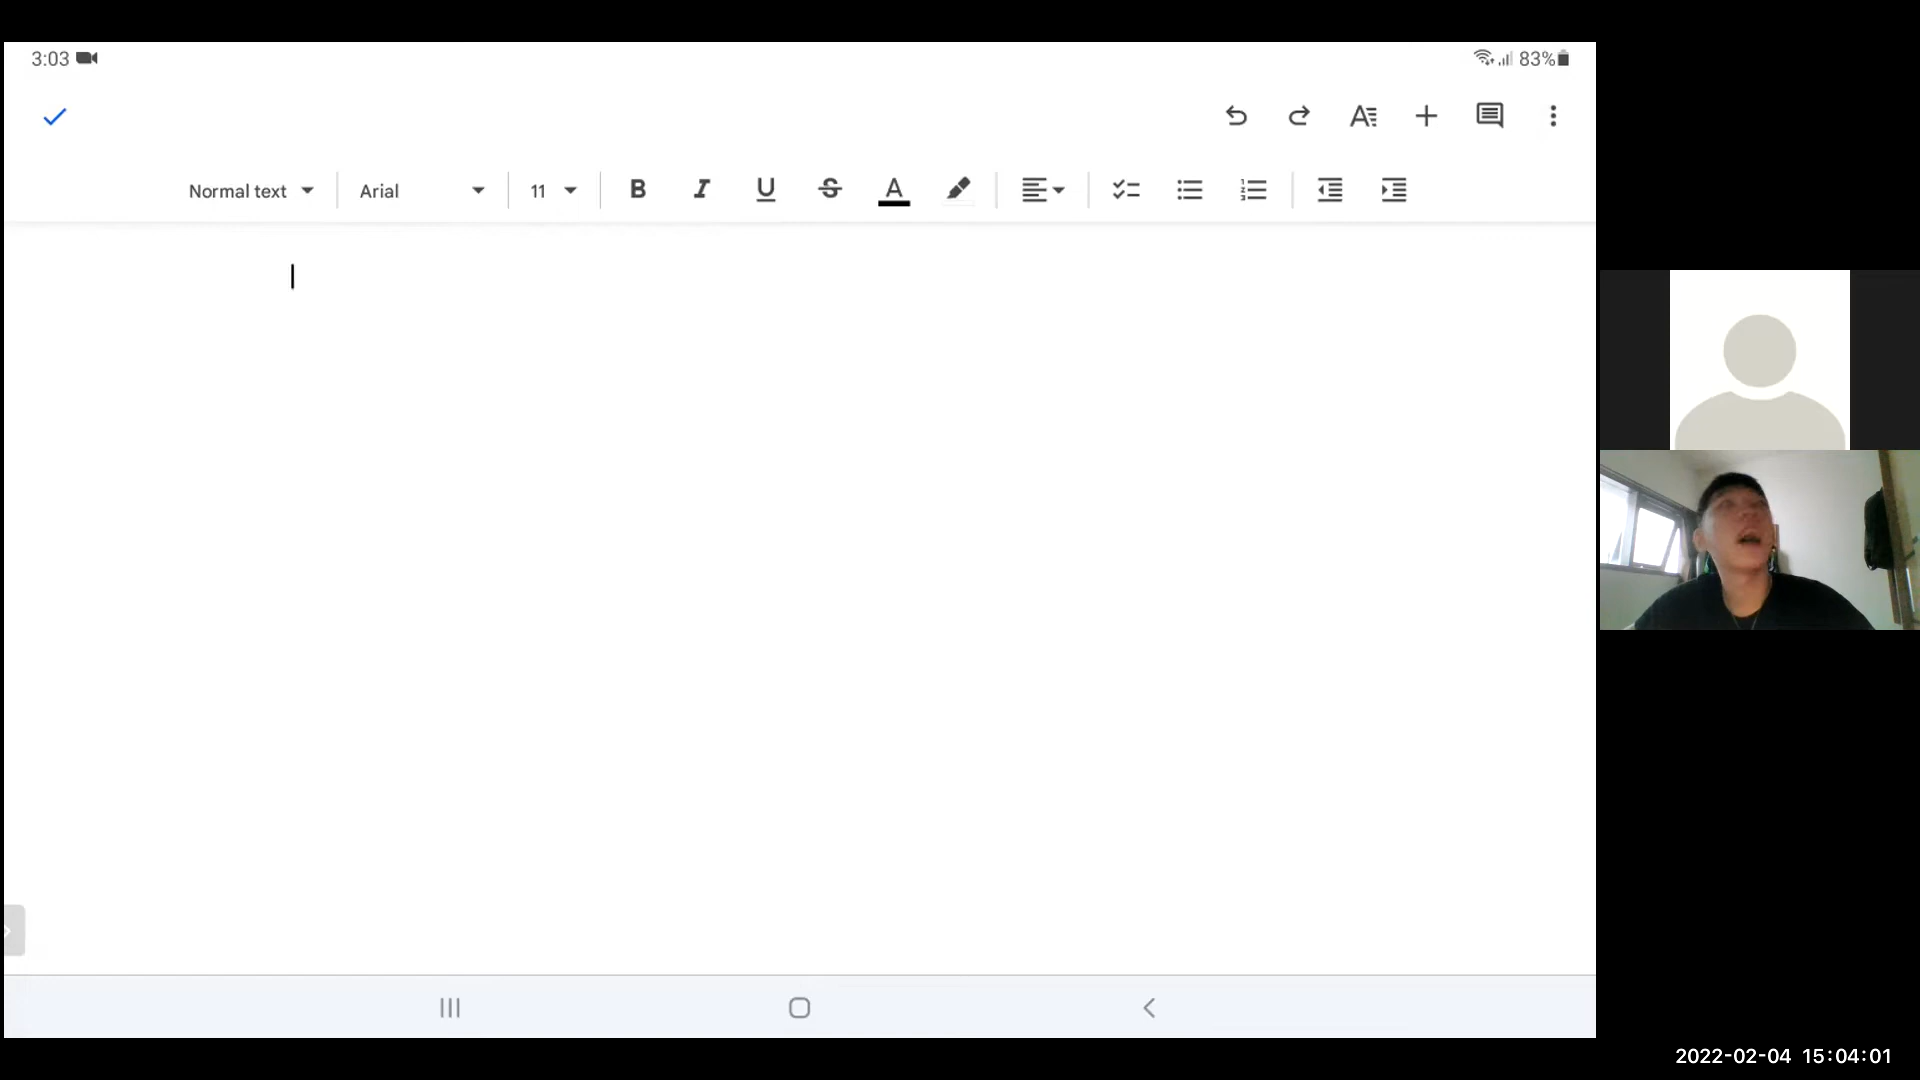 3:03
83%
Normal text
Arial
11
B I U S A
2022-02-04 15:04:01